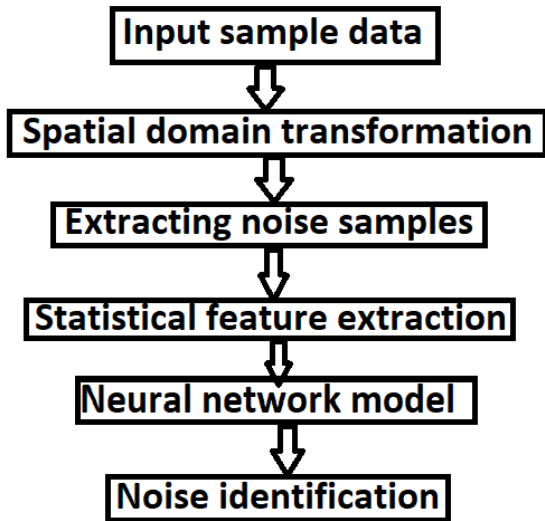 Input sample data
Spatial domain transformation
Extracting noise samples
Statistical feature extraction
Neural network model
Noise identification